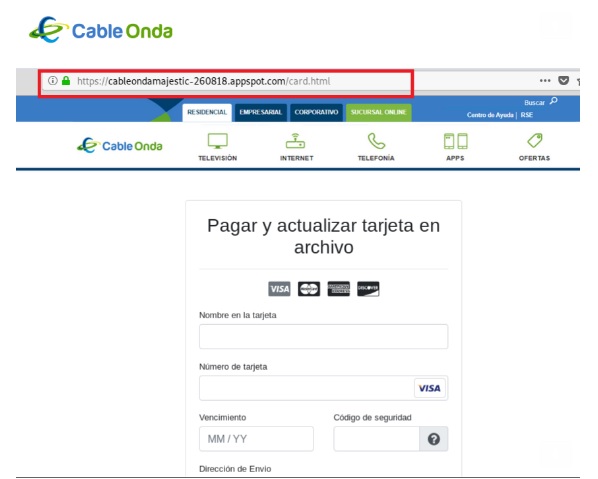 Cable Onda
https://cableondamajestic-260818.appspot.com/card.html
Buscar
RESIDENCIAL EMPRESARIAL CORPORATIVO SUCURSAL ONLINE
Centro de Ayuda | RSE
Cable Onda
TELEVISIÓN INTERNET TELEFONÍA APPS OFERTAS
Pagar y actualizar tarjeta en
archivo
VISA DISCOVER
Nombre en la tarjeta
Número de tarjeta
VISA
Vencimiento Código de seguridad
MM / YY
Dirección de Envío